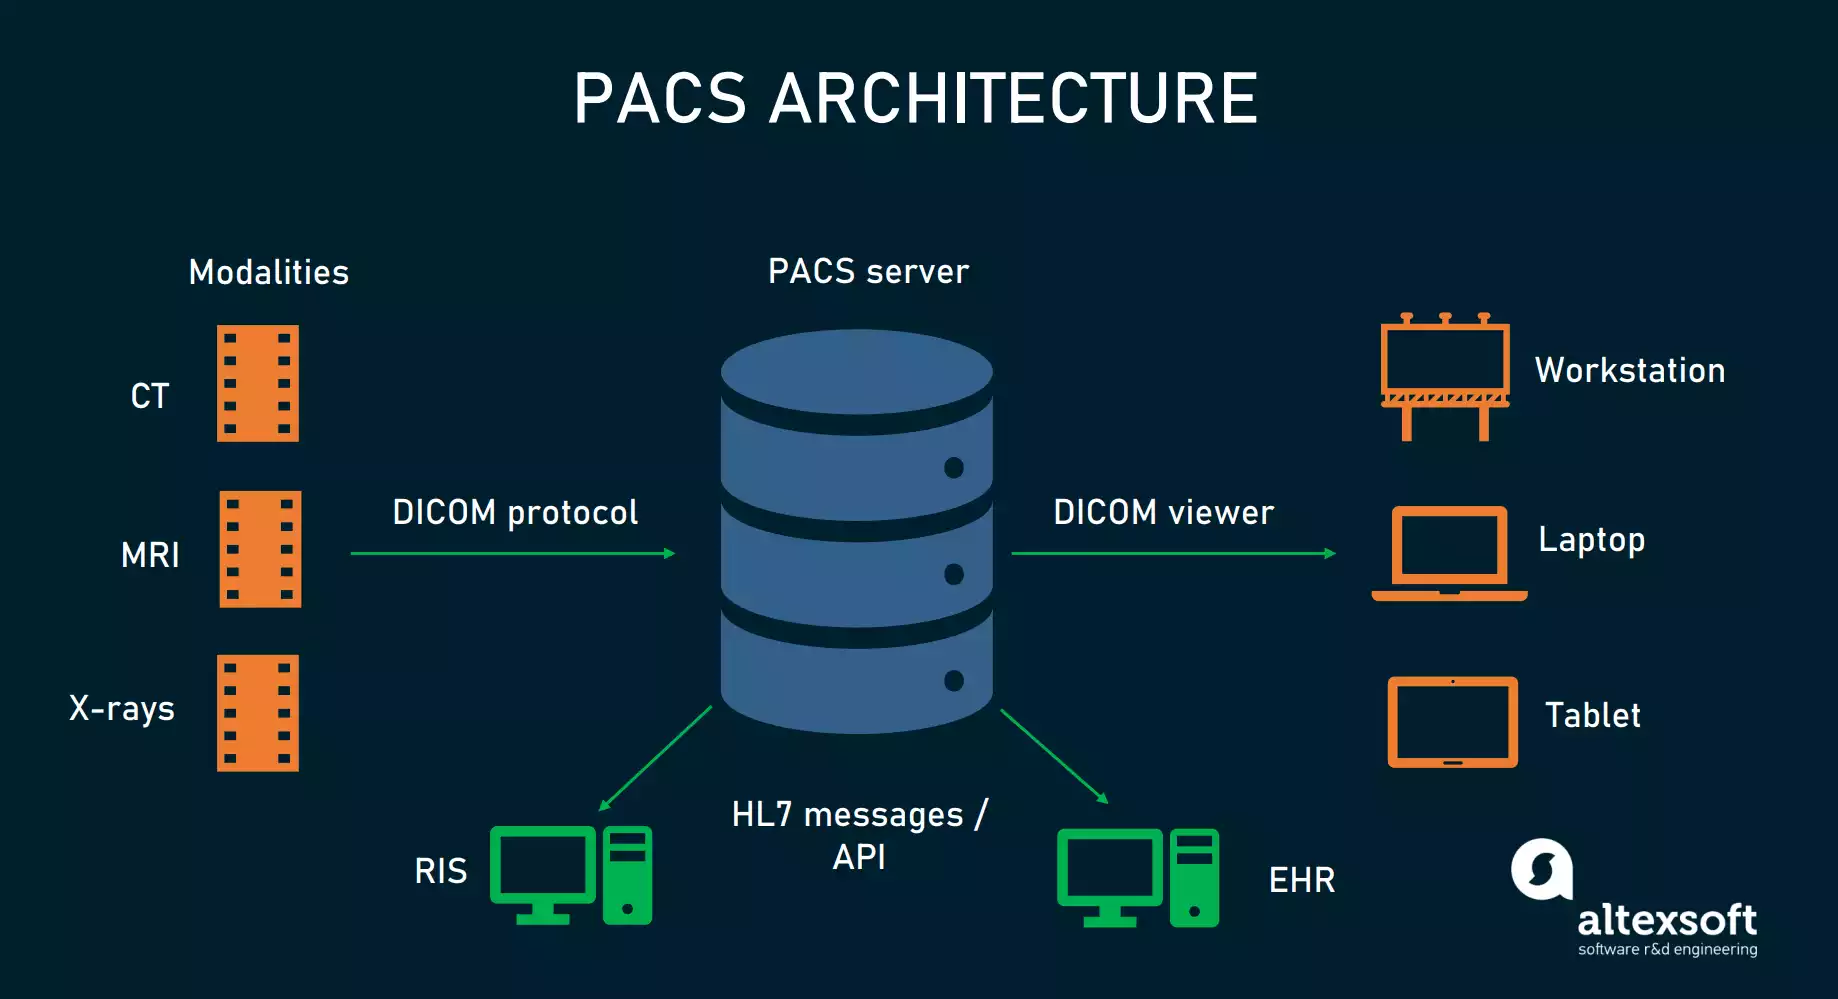 PACS ARCHITECTURE
Modalities
CT
MRI
X-rays
DICOM protocol
PACS server
DICOM viewer
Workstation
Laptop
Tablet
RIS
HL7 messages /
API
EHR
altexsoft
software r&d engineering